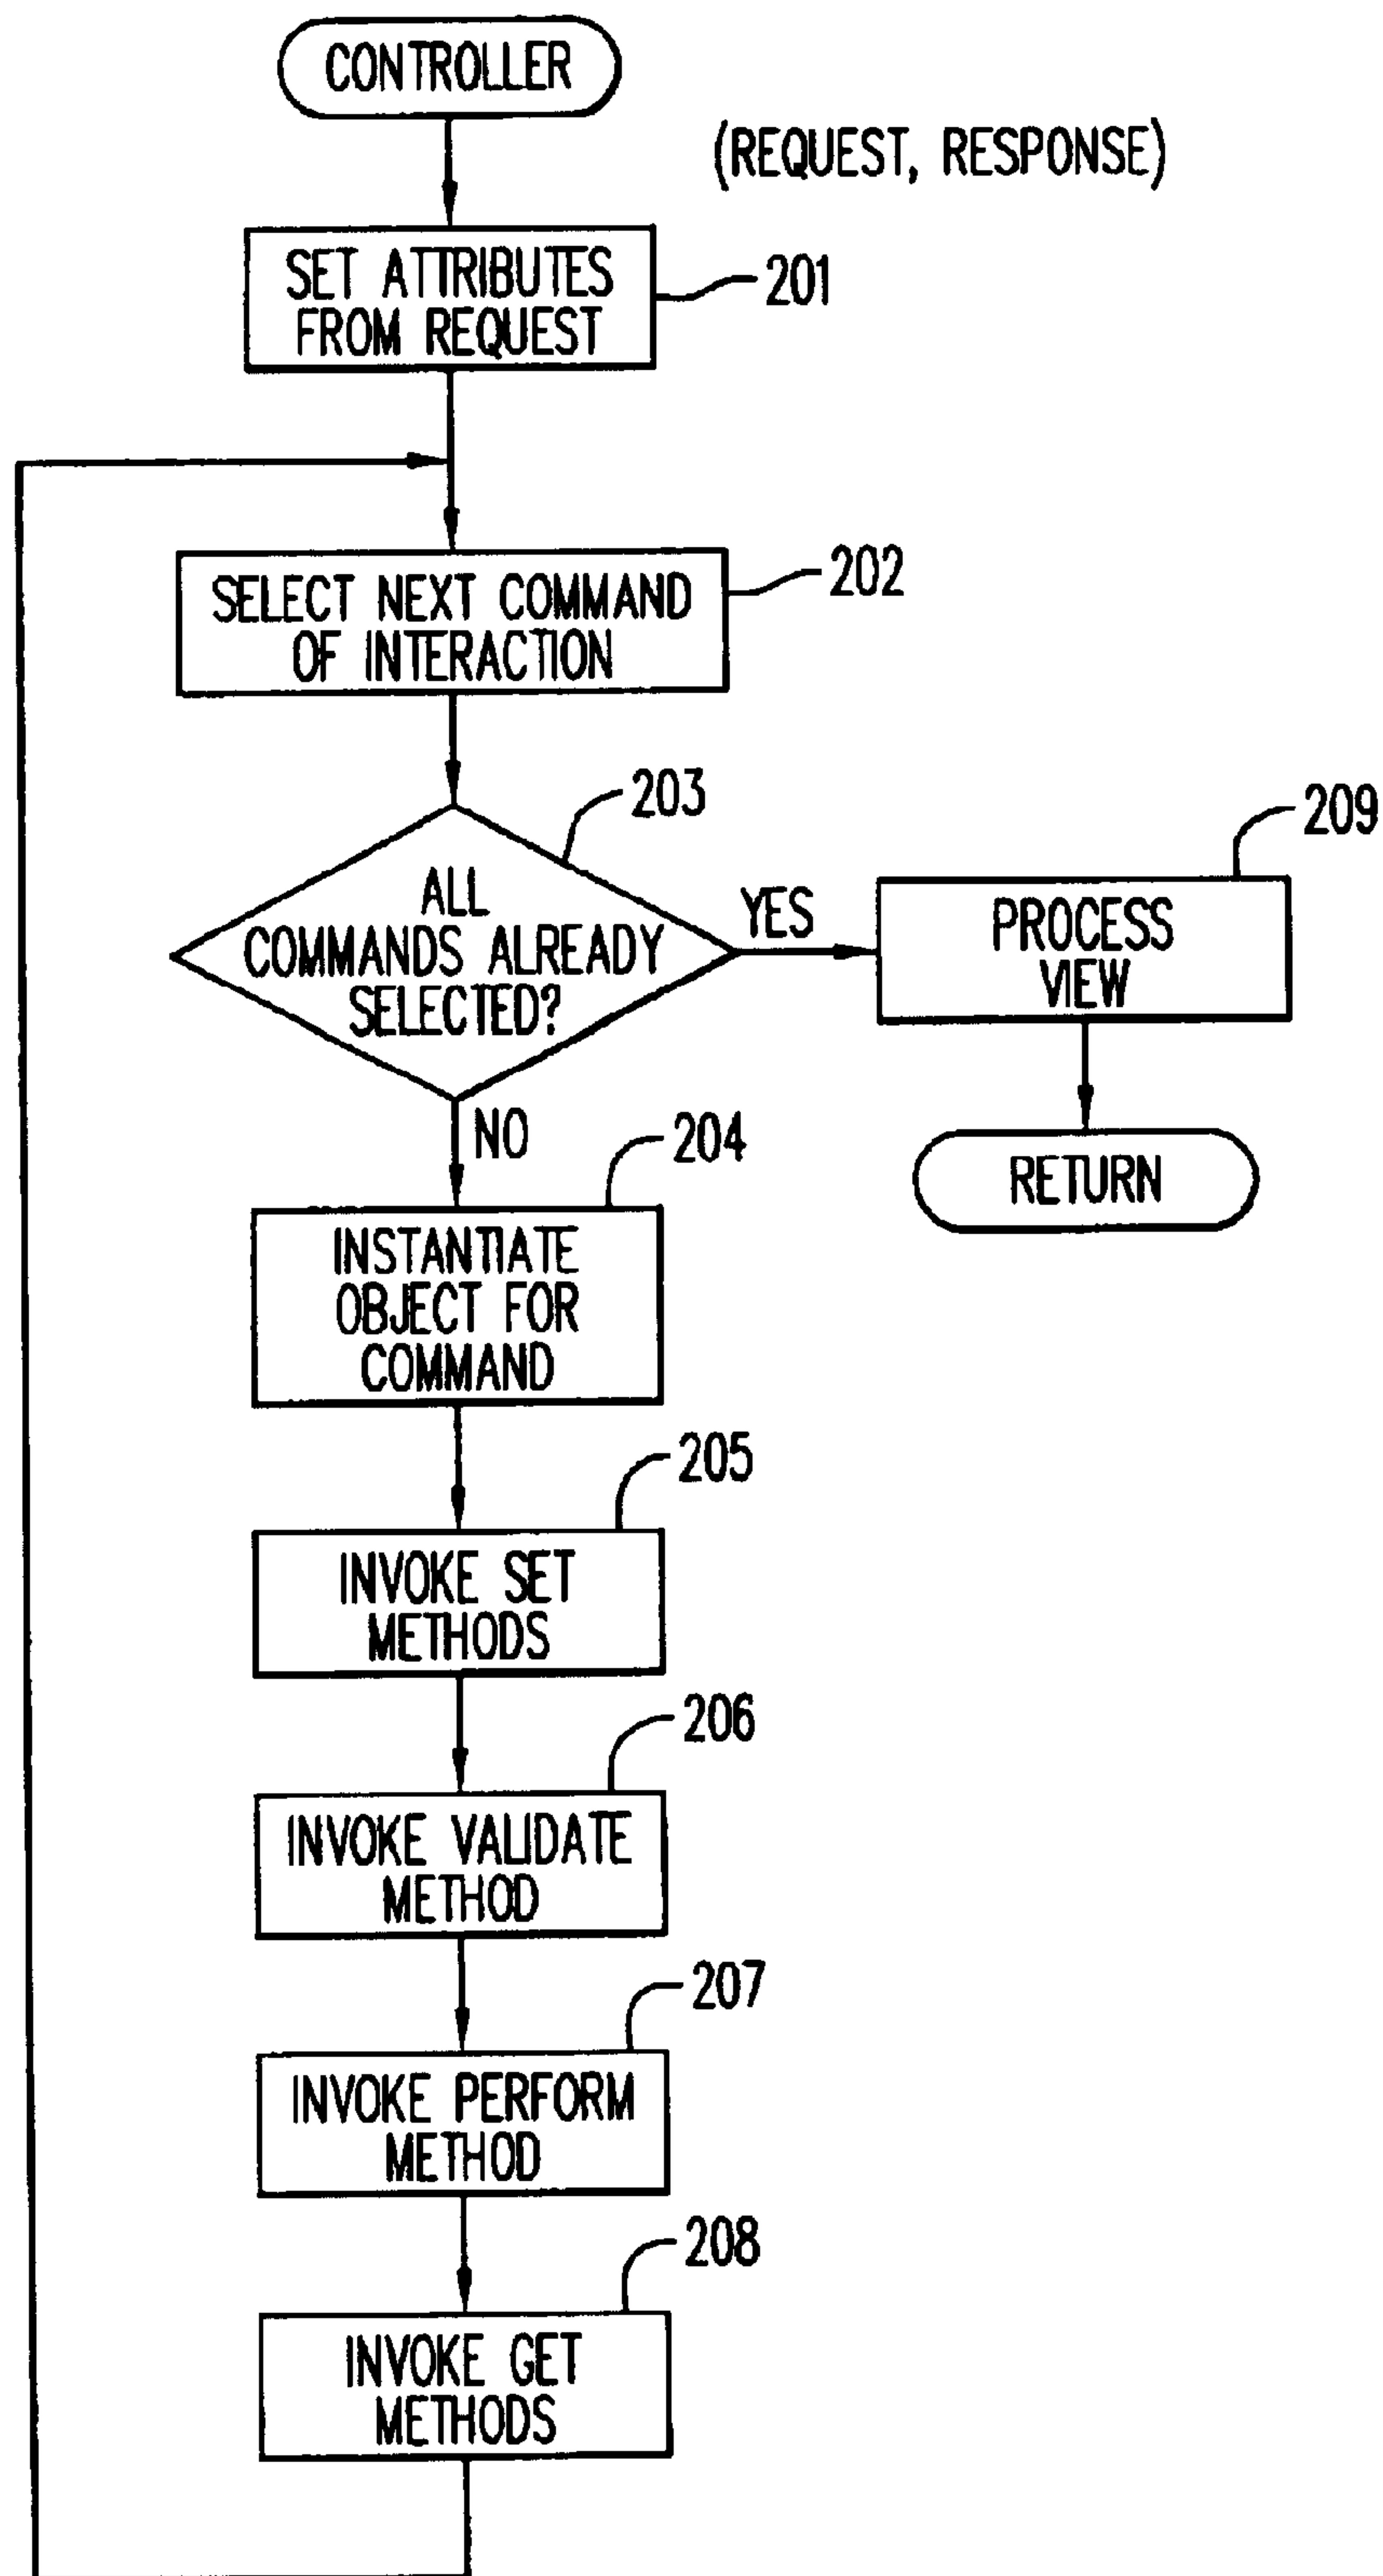 CONTROLLER
(REQUEST, RESPONSE)
SET ATTRIBUTES
FROM REQUEST
201
SELECT NEXT COMMAND
OF INTERACTION
202
203
ALL
COMMANDS ALREADY
SELECTED?
YES
209
PROCESS
VIEW
RETURN
NO
204
INSTANTIATE
OBJECT FOR
COMMAND
205
INVOKE SET
METHODS
206
INVOKE VALIDATE
METHOD
207
INVOKE PERFORM
METHOD
208
INVOKE GET
METHODS